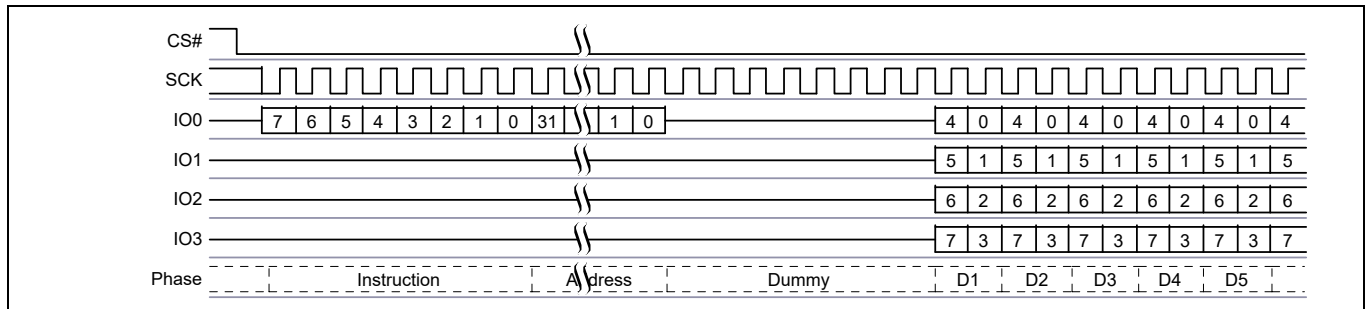 CS#
SCK
IO0 7 6 5 4 3 2 1 0 31 1 0 4 0 4 0 4 0 4 0 4 0 4
IO1 5 1 5 1 5 1 5 1 5 1 5
IO2 6 2 6 2 6 2 6 2 6 2 6
IO3 7 3 7 3 7 3 7 3 7 3 7
Phase Instruction Address Dummy D1 D2 D3 D4 D5